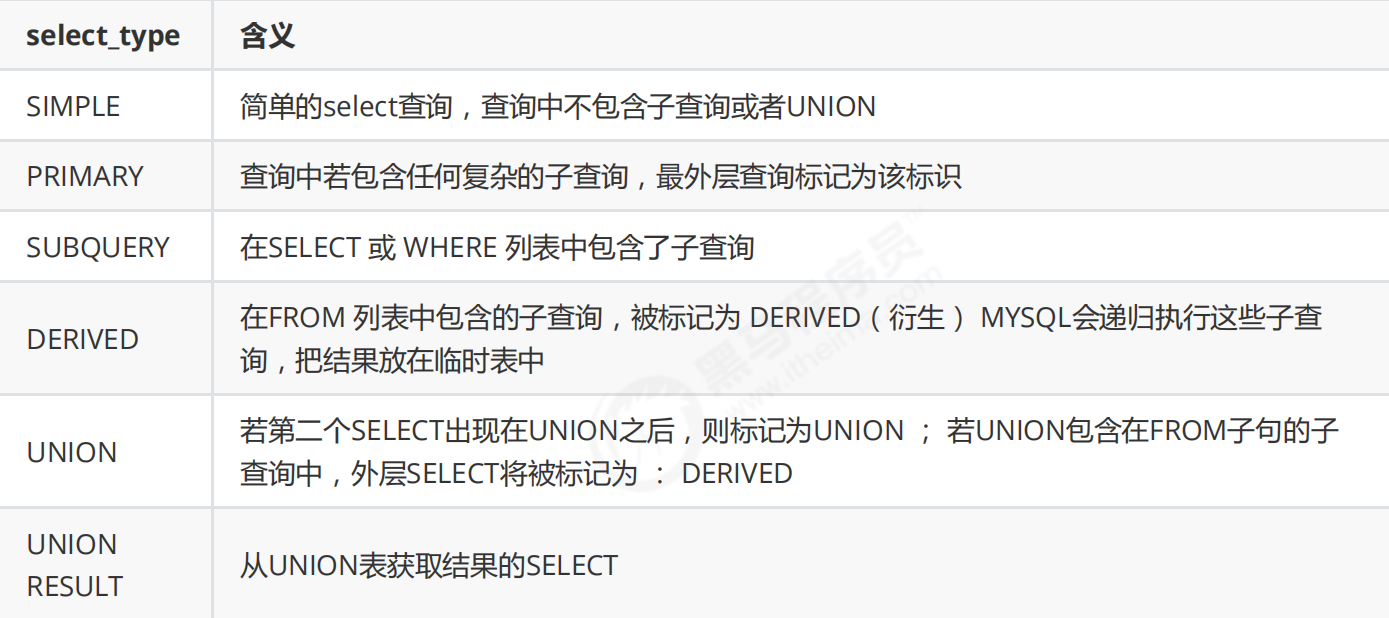 select_type 含义
SIMPLE 简单的select查询，查询中不包含子查询或者UNION
PRIMARY 查询中若包含任何复杂的子查询，最外层查询标记为该标识
SUBQUERY 在SELECT 或 WHERE 列表中包含了子查询
DERIVED 在FROM 列表中包含的子查询，被标记为 DERIVED（衍生） MYSQL会递归执行这些子查
询，把结果放在临时表中
UNION 若第二个SELECT出现在UNION之后，则标记为UNION ； 若UNION包含在FROM子句的子
查询中，外层SELECT将被标记为 ： DERIVED
UNION
RESULT 从UNION表获取结果的SELECT
黑马程序员